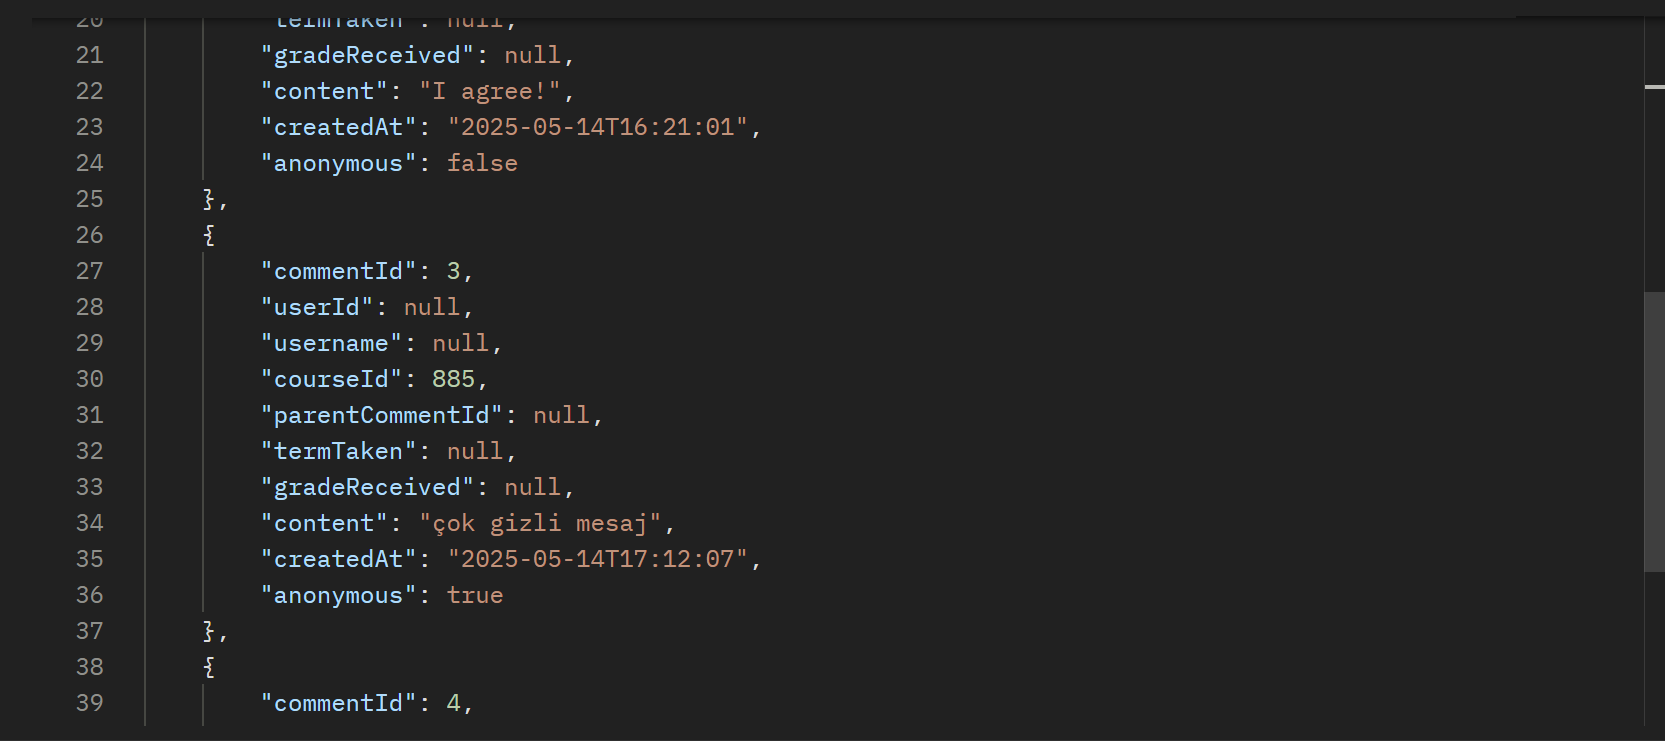 20 "termTaken": null,
21 "gradeReceived": null,
22 "content": "I agree!",
23 "createdAt": "2025-05-14T16:21:01",
24 "anonymous": false
25 },
26 {
27 "commentId": 3,
28 "userId": null,
29 "username": null,
30 "courseId": 885,
31 "parentCommentId": null,
32 "termTaken": null,
33 "gradeReceived": null,
34 "content": "çok gizli mesaj",
35 "createdAt": "2025-05-14T17:12:07",
36 "anonymous": true
37 },
38 {
39 "commentId": 4,